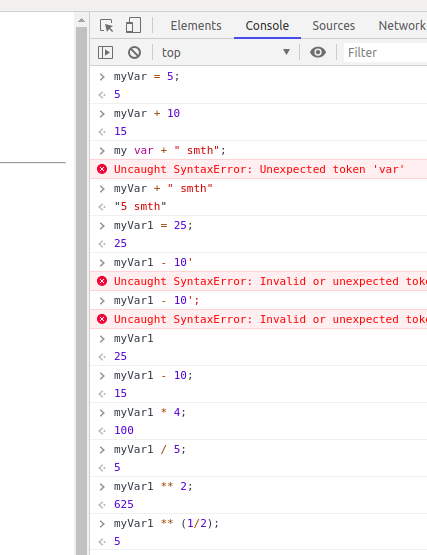 Elements Console Sources Network
top Filter
myVar = 5;
5
myVar + 10
15
my var + " smth";
Uncaught SyntaxError: Unexpected token 'var'
myVar + " smth"
"5 smth"
myVar1 = 25;
25
myVar1 - 10'
Uncaught SyntaxError: Invalid or unexpected toke
myVar1 - 10';
Uncaught SyntaxError: Invalid or unexpected toke
myVar1
25
myVar1 - 10;
15
myVar1 * 4;
100
myVar1 / 5;
5
myVar1 ** 2;
625
myVar1 ** (1/2);
5